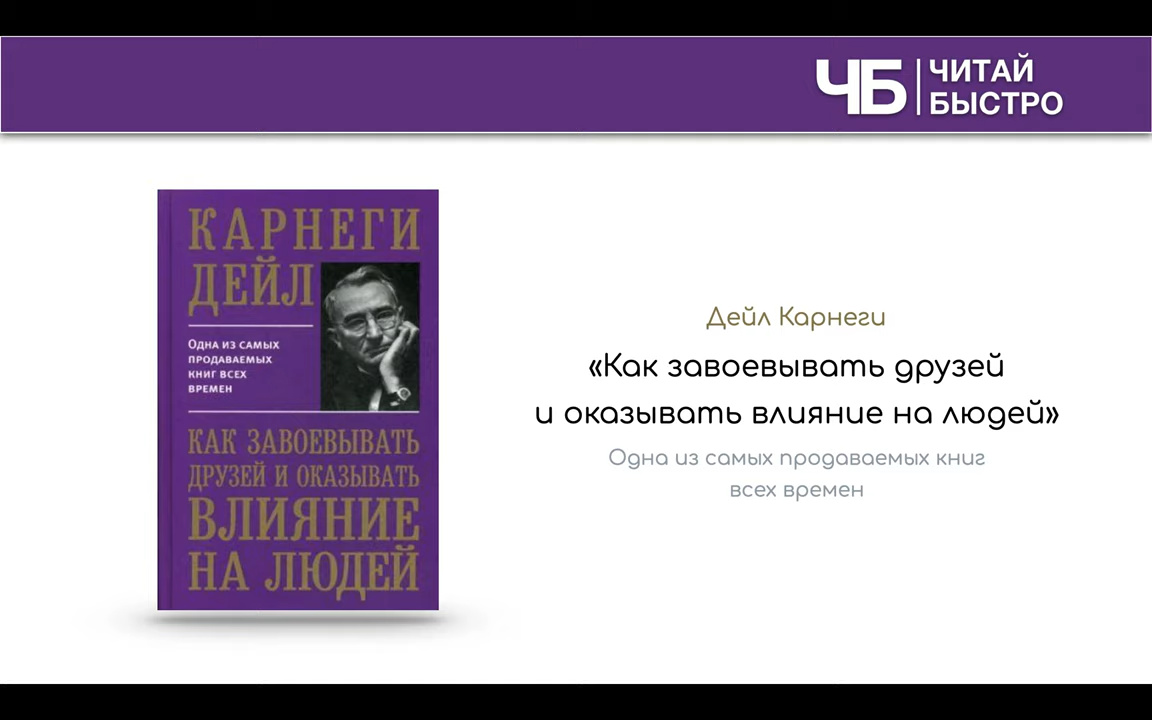 ЧБ
ЧИТАЙ
БЫСТРО
КАРНЕГИ
ДЕЙЛ
ОДНА ИЗ САМЫХ
ПРОДАВАЕМЫХ
КНИГ ВСЕХ
ВРЕМЕН
КАК ЗАВОЕВЫВАТЬ
ДРУЗЕЙ И ОКАЗЫВАТЬ
ВЛИЯНИЕ
НА ЛЮДЕЙ
Дейл Карнеги
«Как завоевывать друзей
и оказывать влияние на людей»
Одна из самых продаваемых книг
всех времен